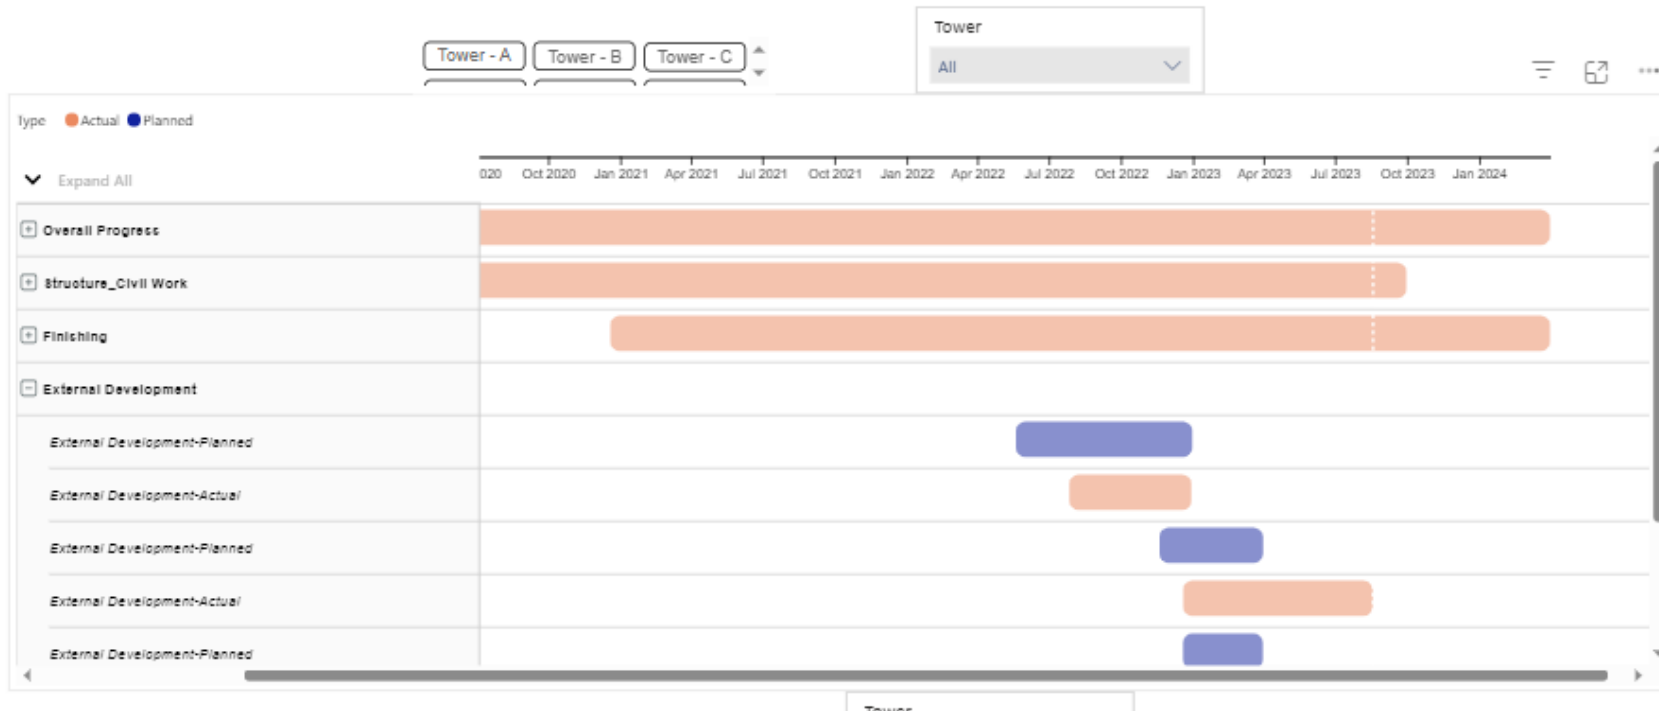 Tower
Tower - A Tower - B Tower - C
All
Type Actual Planned
020 Oct 2020 Jan 2021 Apr 2021 Jul 2021 Oct 2021 Jan 2022 Apr 2022 Jul 2022 Oct 2022 Jan 2023 Apr 2023 Jul 2023 Oct 2023 Jan 2024
Expand All
Overall Progress
Structure_Civil Work
Finishing
External Development
External Development-Planned
External Development-Actual
External Development-Planned
External Development-Actual
External Development-Planned
Tower